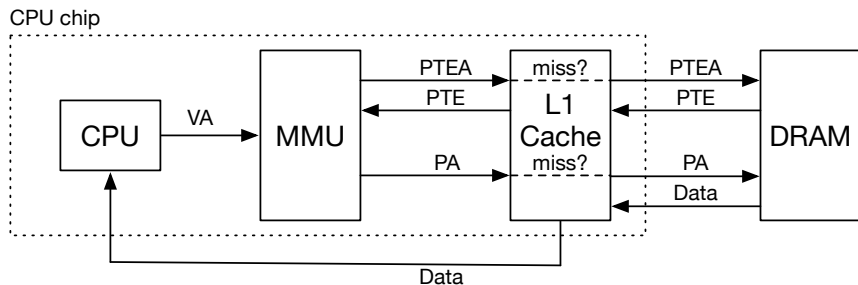 CPU chip
PTEA
miss?
PTEA
PTE
L1
PTE
CPU
VA
MMU
Cache
DRAM
PA
miss?
PA
Data
Data